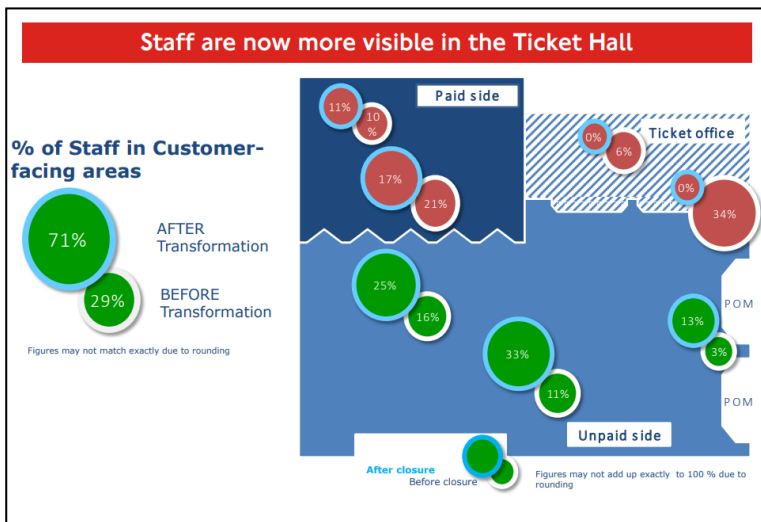 Staff are now more visible in the Ticket Hall
% of Staff in Customer-
facing areas
71%
AFTER
Transformation
29%
BEFORE
Transformation
Figures may not match exactly due to rounding
Paid side
11%
10
%
17%
21%
Ticket office
0%
6%
0%
34%
25%
16%
33%
11%
13%
3%
POM
POM
Unpaid side
After closure
Before closure
Figures may not add up exactly to 100 % due to
rounding